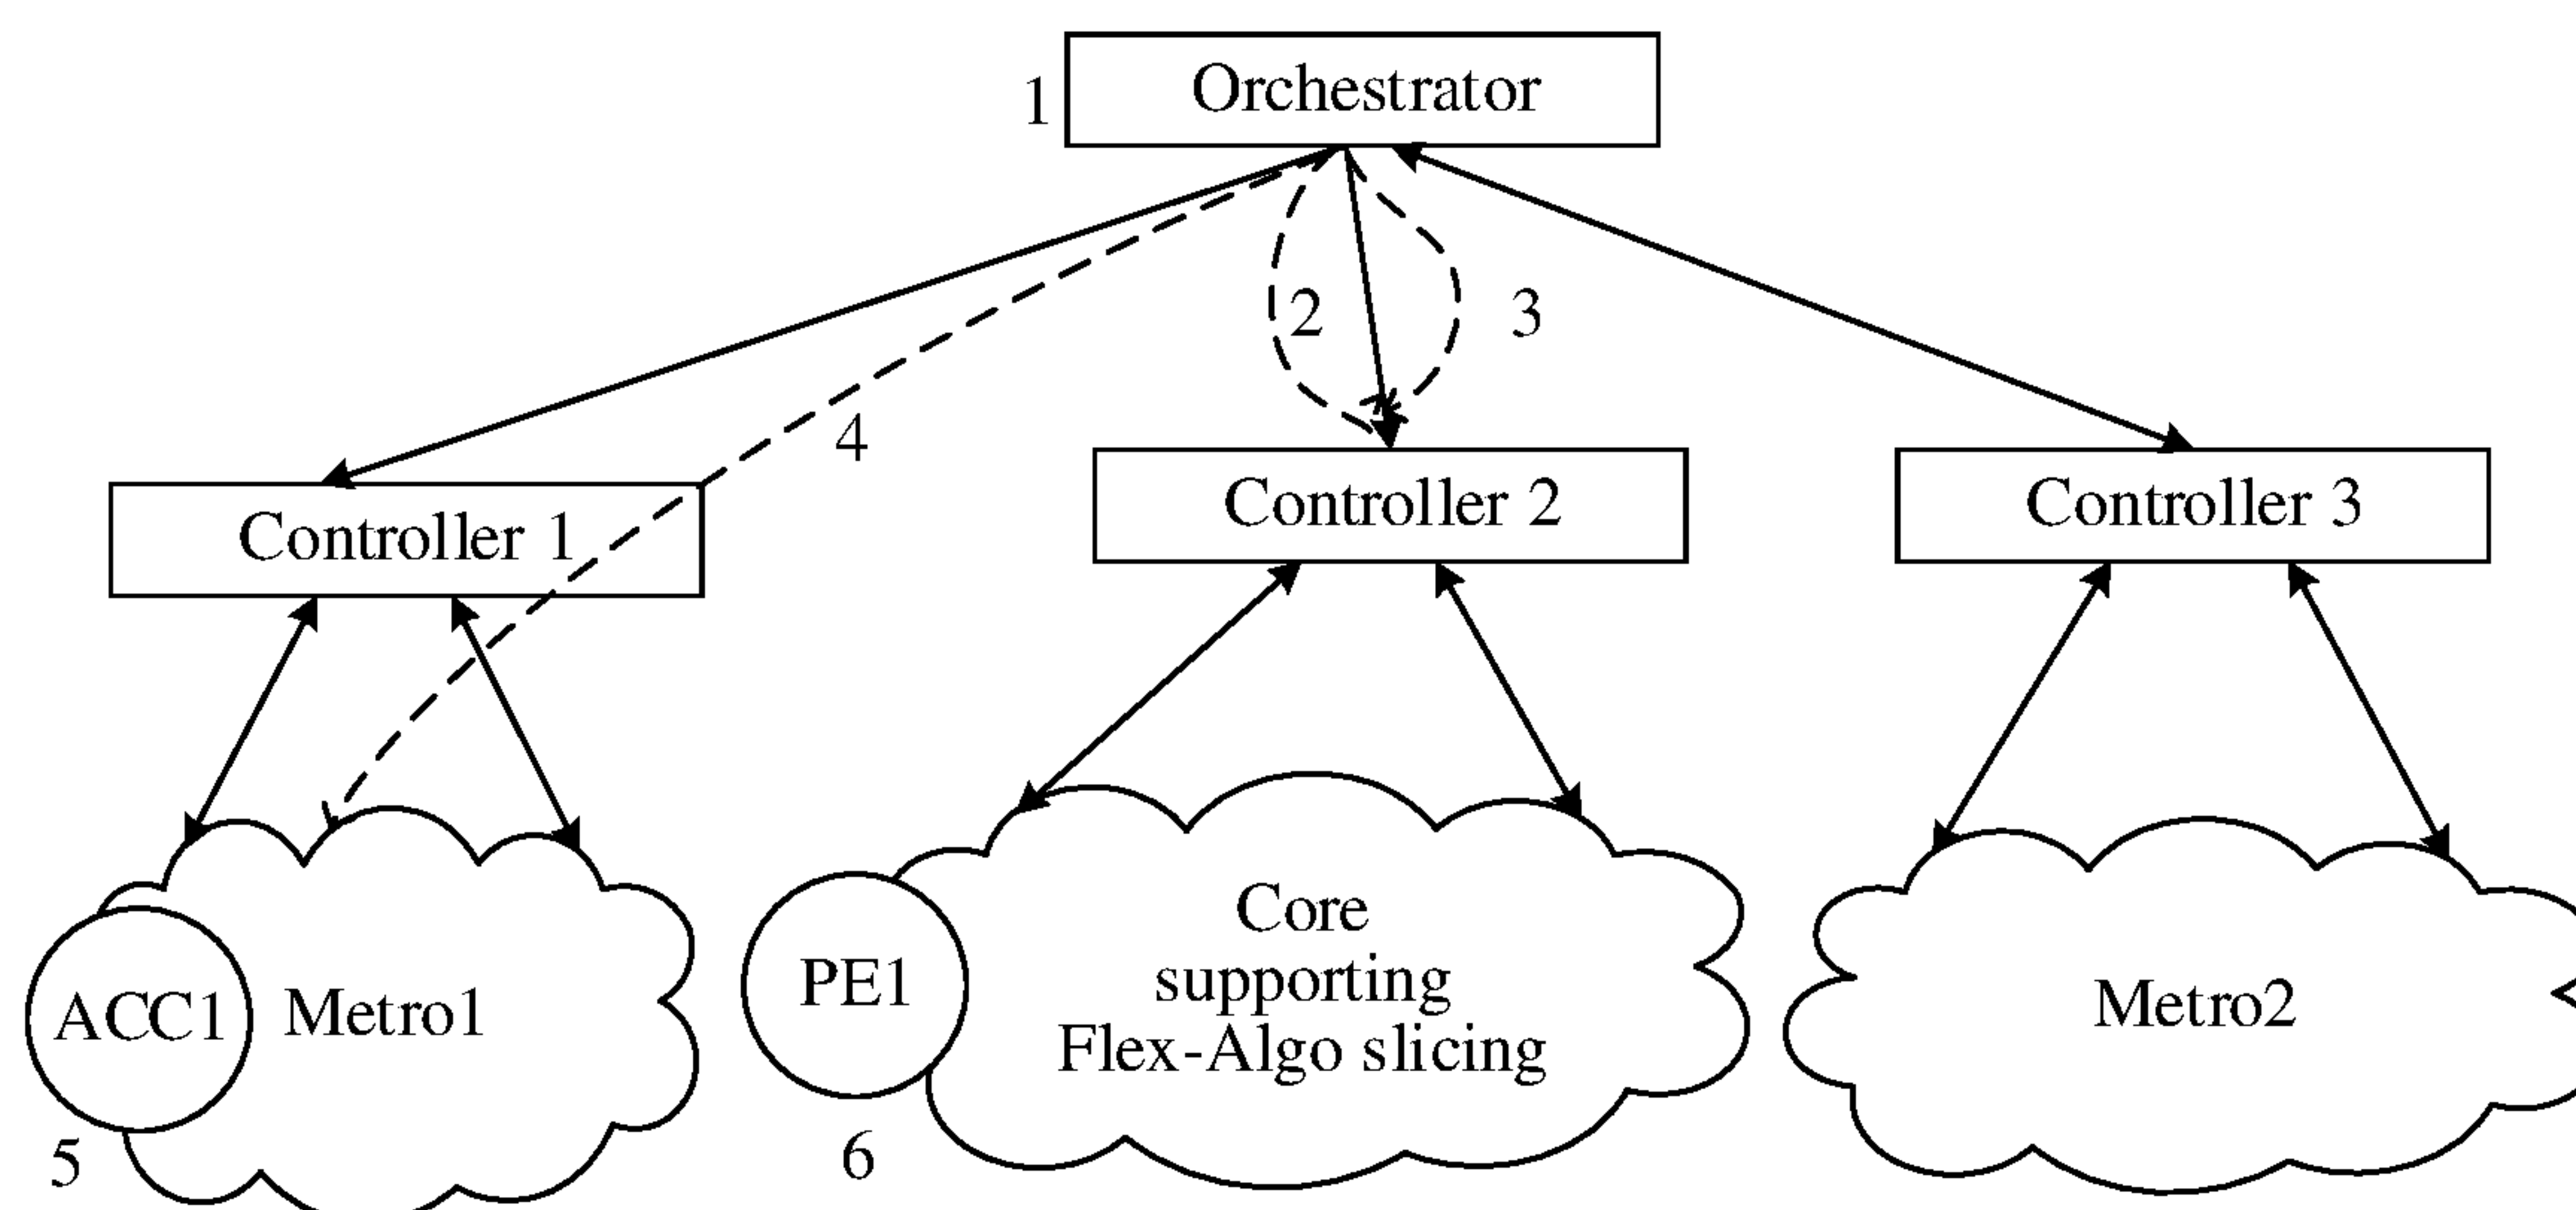 1
Orchestrator
2
3
4
Controller 1
Controller 2
Controller 3
ACC1
Metro1
PE1
Core
supporting
Flex-Algo slicing
Metro2
5
6